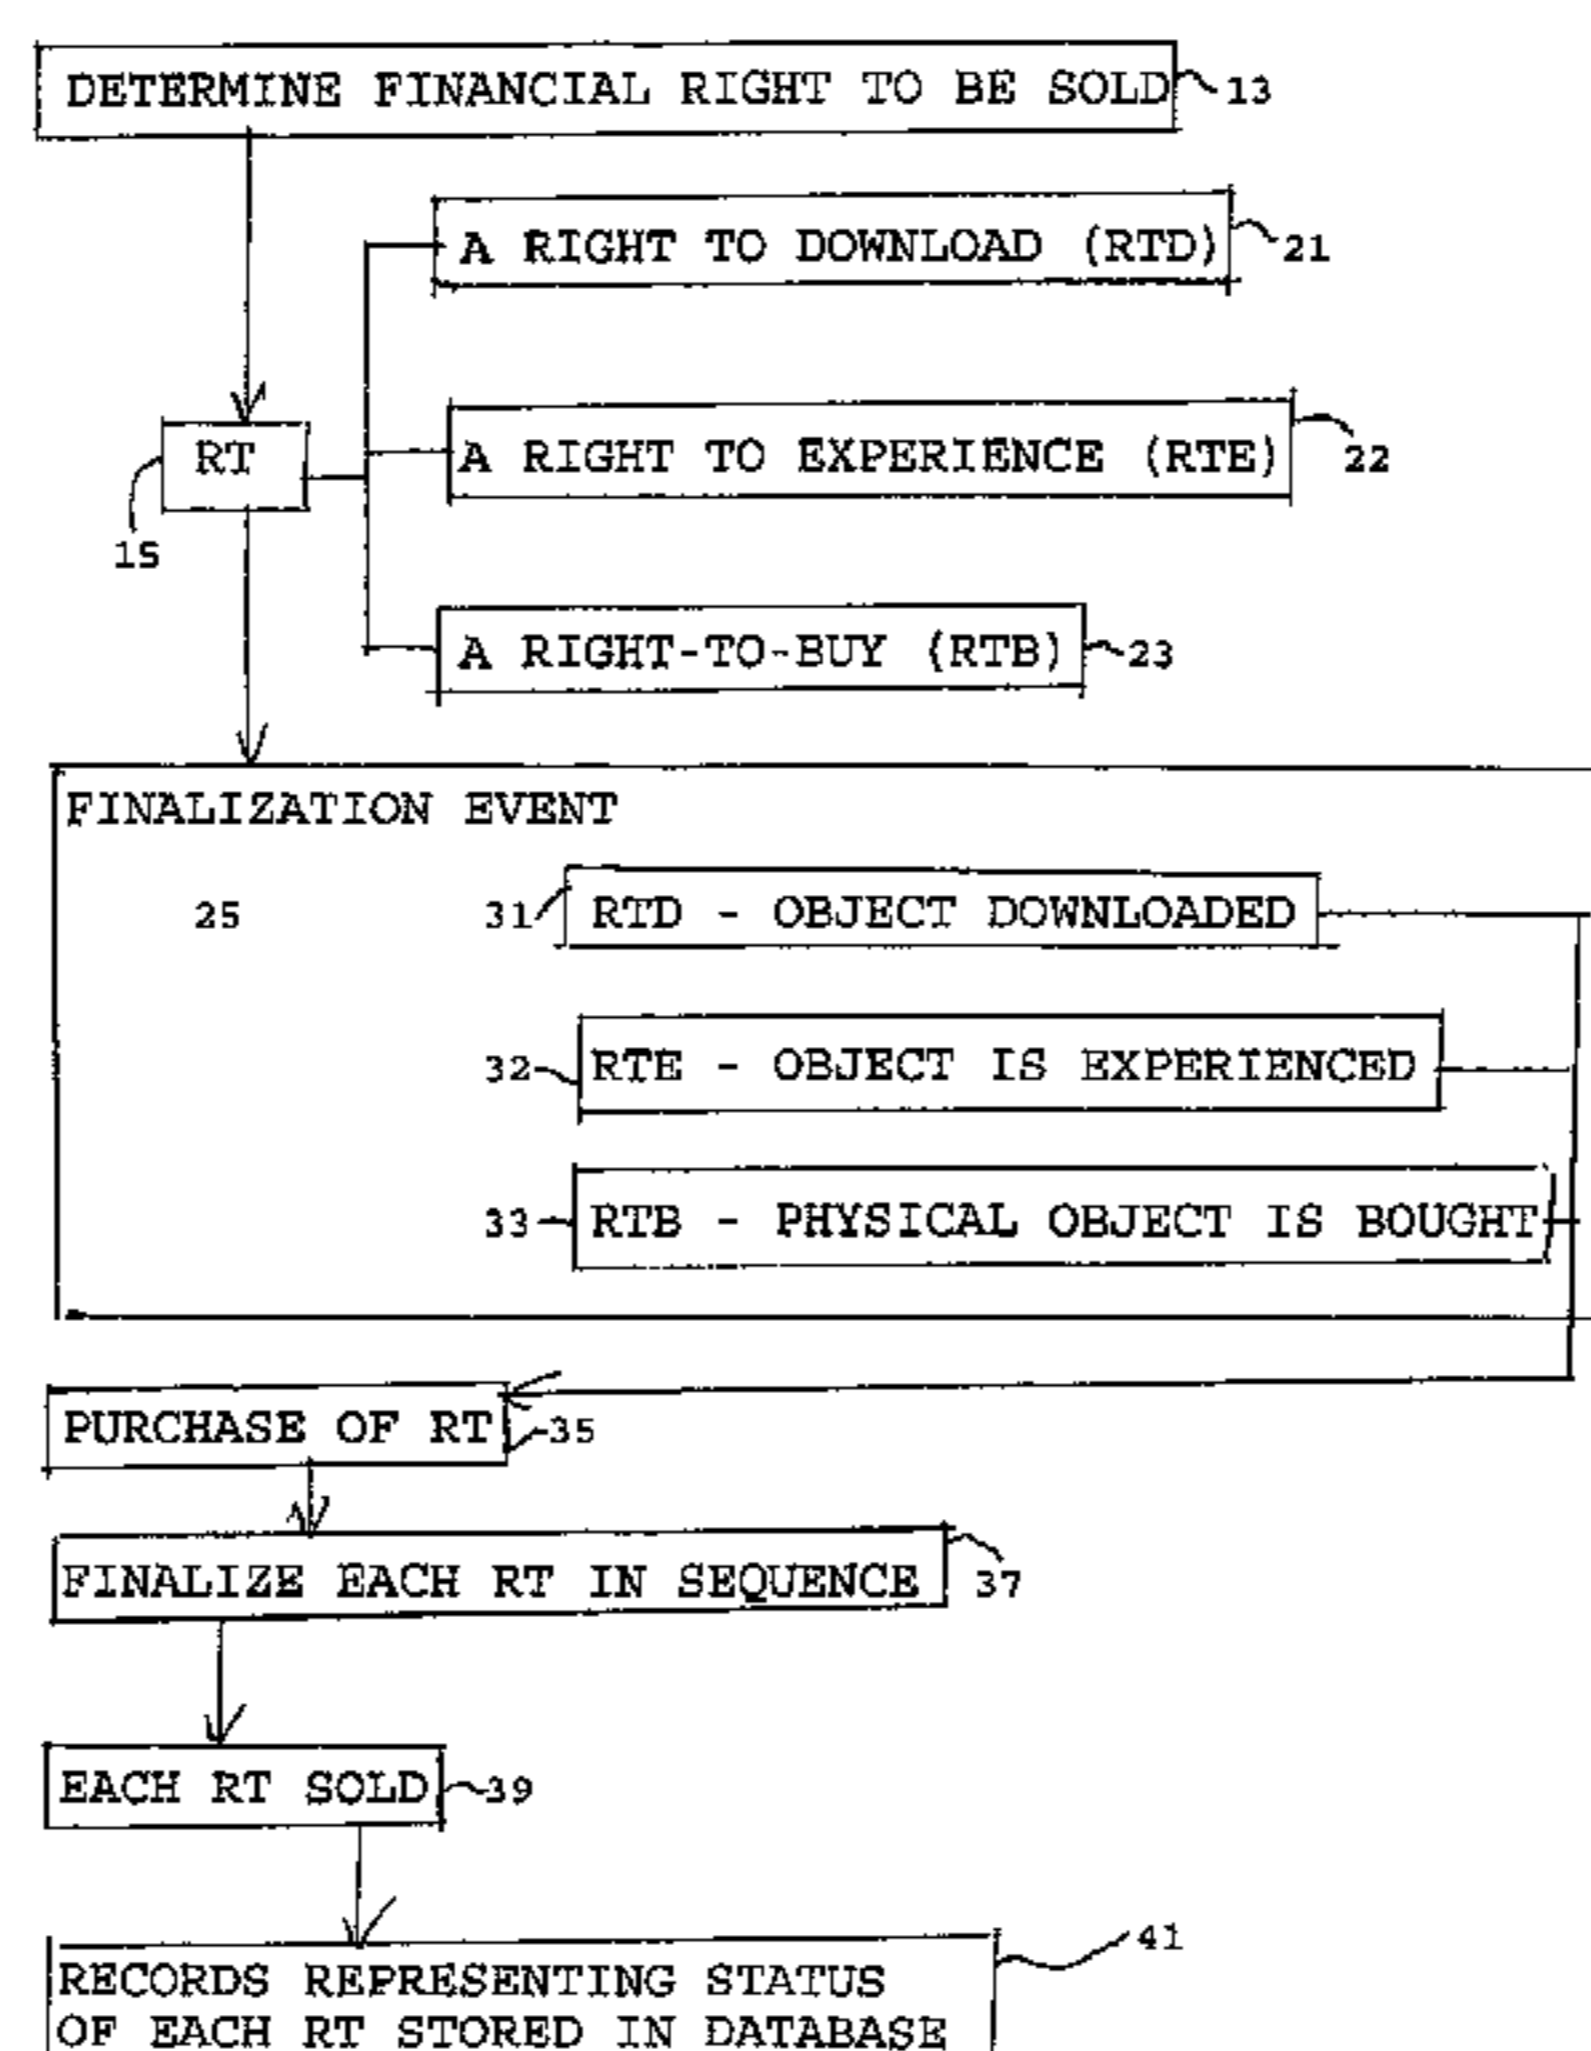 DETERMINE FINANCIAL RIGHT TO BE SOLD 13
A RIGHT TO DOWNLOAD (RTD) 21
RT
A RIGHT TO EXPERIENCE (RTE) 22
15
A RIGHT-TO-BUY (RTB) 23
FINALIZATION EVENT
25
31 RTD - OBJECT DOWNLOADED
32 RTE - OBJECT IS EXPERIENCED
33 RTB - PHYSICAL OBJECT IS BOUGHT
PURCHASE OF RT 35
FINALIZE EACH RT IN SEQUENCE 37
EACH RT SOLD 39
41
RECORDS REPRESENTING STATUS
OF EACH RT STORED IN DATABASE